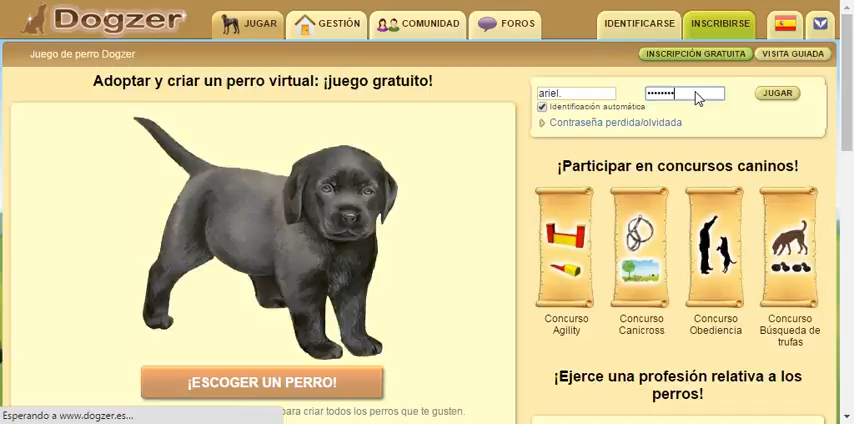 Dogzer
JUGAR
GESTIÓN
COMUNIDAD
FOROS
IDENTIFICARSE
INSCRIBIRSE
Juego de perro Dogzer
INSCRIPCIÓN GRATUITA
VISITA GUIADA
Adoptar y criar un perro virtual: ¡juego gratuito!
ariel.
••••••••
JUGAR
Identificación automática
Contraseña perdida/olvidada
¡Participar en concursos caninos!
Concurso
Agility
Concurso
Canicross
Concurso
Obediencia
Concurso
Búsqueda de
trufas
¡ESCOGER UN PERRO!
¡Ejerce una profesión relativa a los
perros!
Esperando a www.dogzer.es...
para criar todos los perros que te gusten.